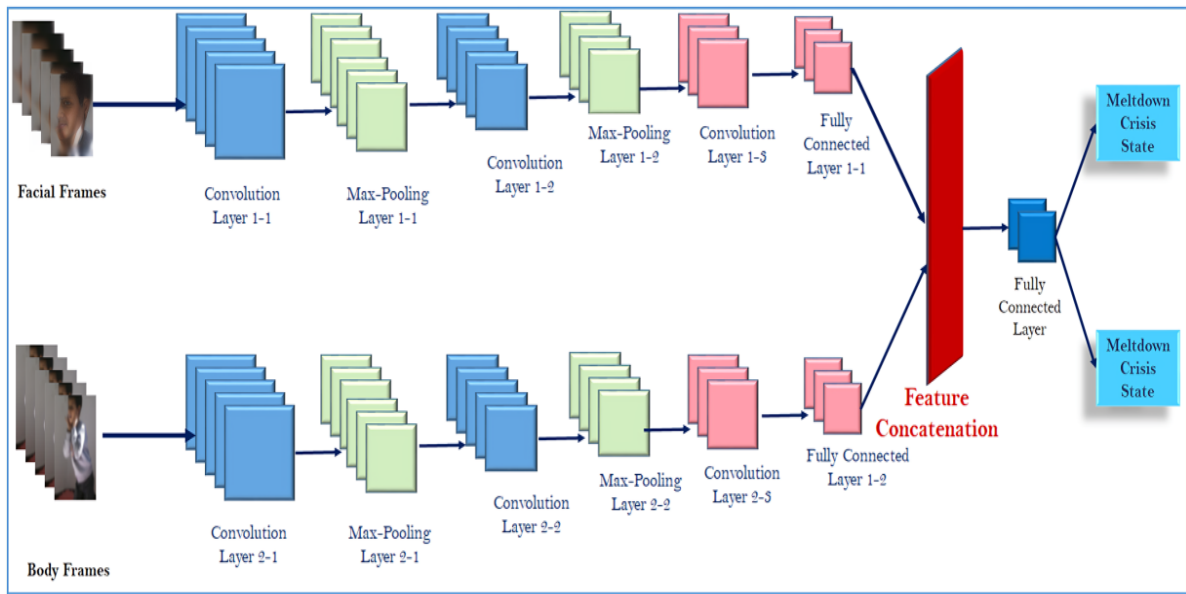 Facial Frames
Convolution
Layer 1-1
Max-Pooling
Layer 1-1
Convolution
Layer 1-2
Max-Pooling
Layer 1-2
Convolution
Layer 1-3
Fully
Connected
Layer 1-1
Meltdown
Crisis
State
Fully
Connected
Layer
Feature
Concatenation
Meltdown
Crisis
State
Body Frames
Convolution
Layer 2-1
Max-Pooling
Layer 2-1
Convolution
Layer 2-2
Max-Pooling
Layer 2-2
Convolution
Layer 2-3
Fully Connected
Layer 1-2